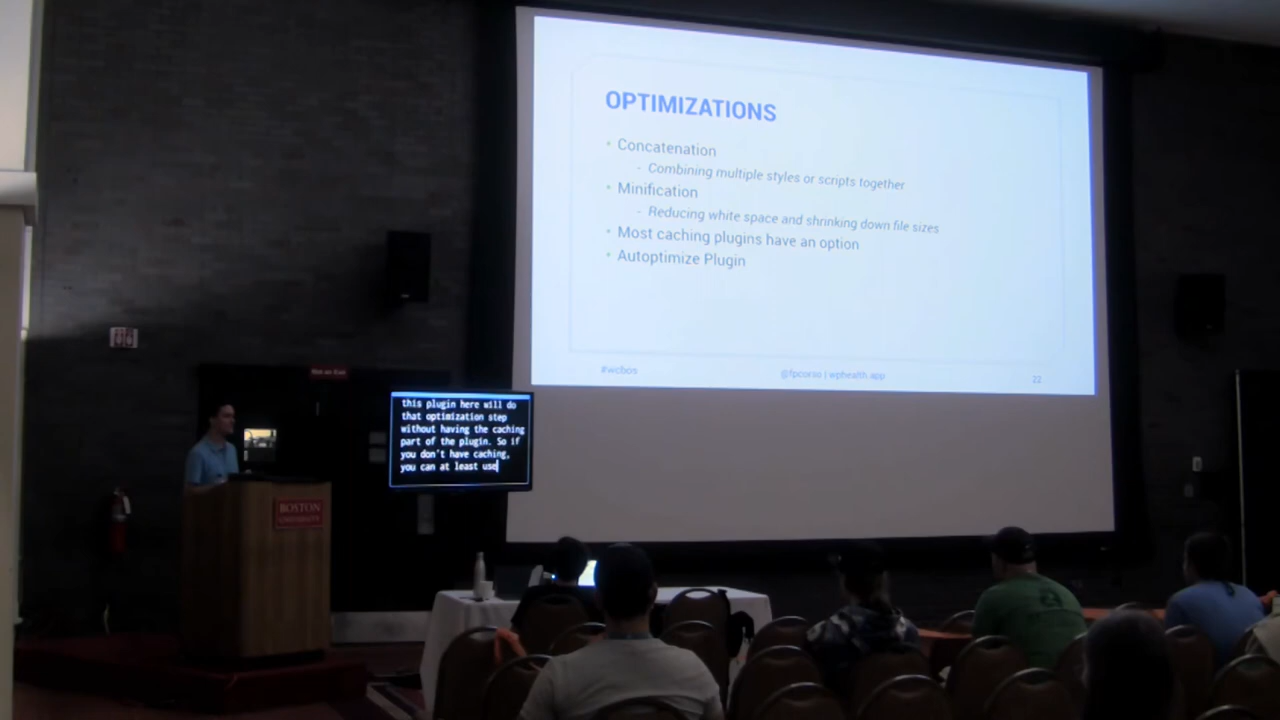 OPTIMIZATIONS
• Concatenation
- Combining multiple styles or scripts together
• Minification
- Reducing white space and shrinking down file sizes
• Most caching plugins have an option
• Autoptimize Plugin
#wcbos
@fpcorso | wphealth.app
22
Not an Exit
this plugin here will do
that optimization step
without having the caching
part of the plugin. So if
you don't have caching,
you can at least use
BOSTON
UNIVERSITY